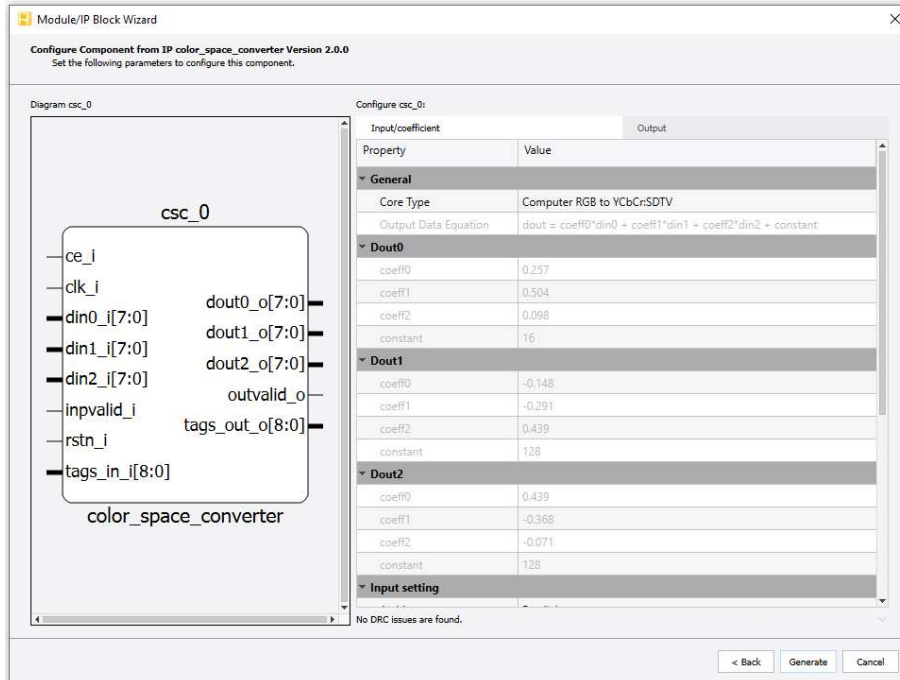 Module/IP Block Wizard
Configure Component from IP color_space_converter Version 2.0.0
Set the following parameters to configure this component.
Diagram csc_0
csc_0
ce_i
clk_i
din0_i[7:0]
din1_i[7:0]
din2_i[7:0]
inpvalid_i
rstn_i
tags_in_i[8:0]
dout0_o[7:0]
dout1_o[7:0]
dout2_o[7:0]
outvalid_o
tags_out_o[8:0]
color_space_converter
Configure csc_0:
Input/coefficient Output
Property Value
General
Core Type Computer RGB to YCbCr:SDTV
Output Data Equation dout = coeff0*din0 + coeff1*din1 + coeff2*din2 + constant
Dout0
coeff0 0.257
coeff1 0.504
coeff2 0.098
constant 16
Dout1
coeff0 -0.148
coeff1 -0.291
coeff2 0.439
constant 128
Dout2
coeff0 0.439
coeff1 -0.368
coeff2 -0.071
constant 128
Input setting
No DRC issues are found.
< Back Generate Cancel